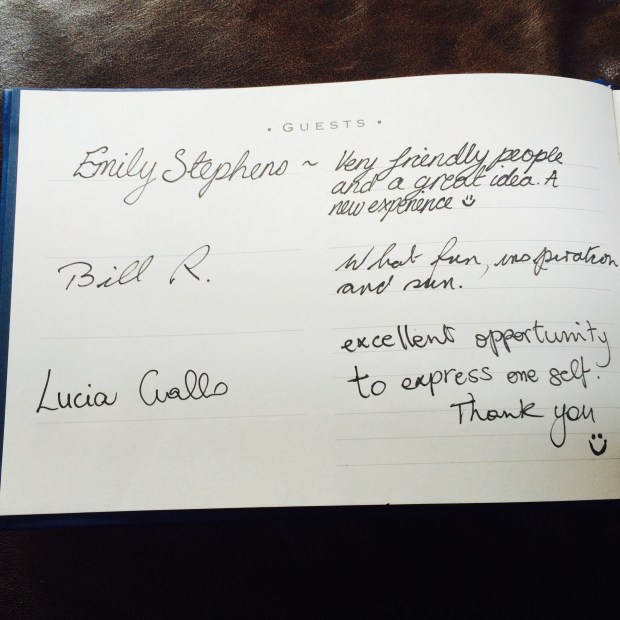 • GUESTS •
Emily Stephens ~ Very friendly people
and a great idea. A
new experience
Bill R. What fun, inspiration
and sun.
excellent opportunity
Lucia to express one self.
Thank you